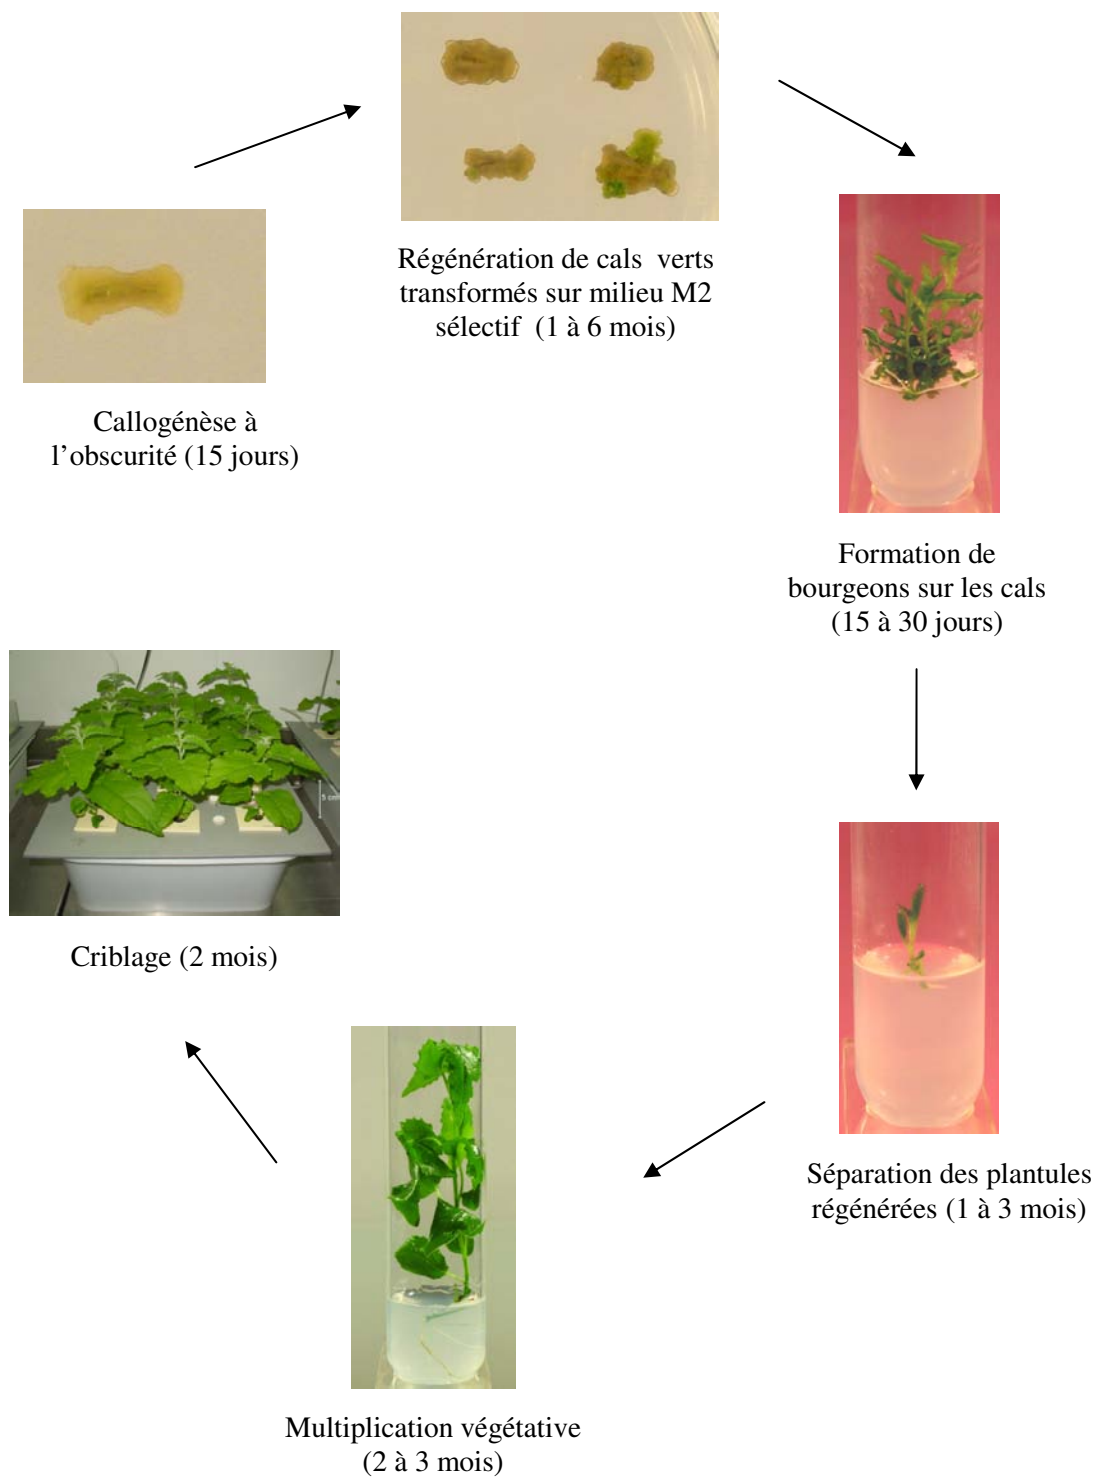 Régénération de cals verts
transformés sur milieu M2
sélectif (1 à 6 mois)
Callogénèse à
l’obscurité (15 jours)
Formation de
bourgeons sur les cals
(15 à 30 jours)
5 cm
Criblage (2 mois)
Séparation des plantules
régénérées (1 à 3 mois)
Multiplication végétative
(2 à 3 mois)